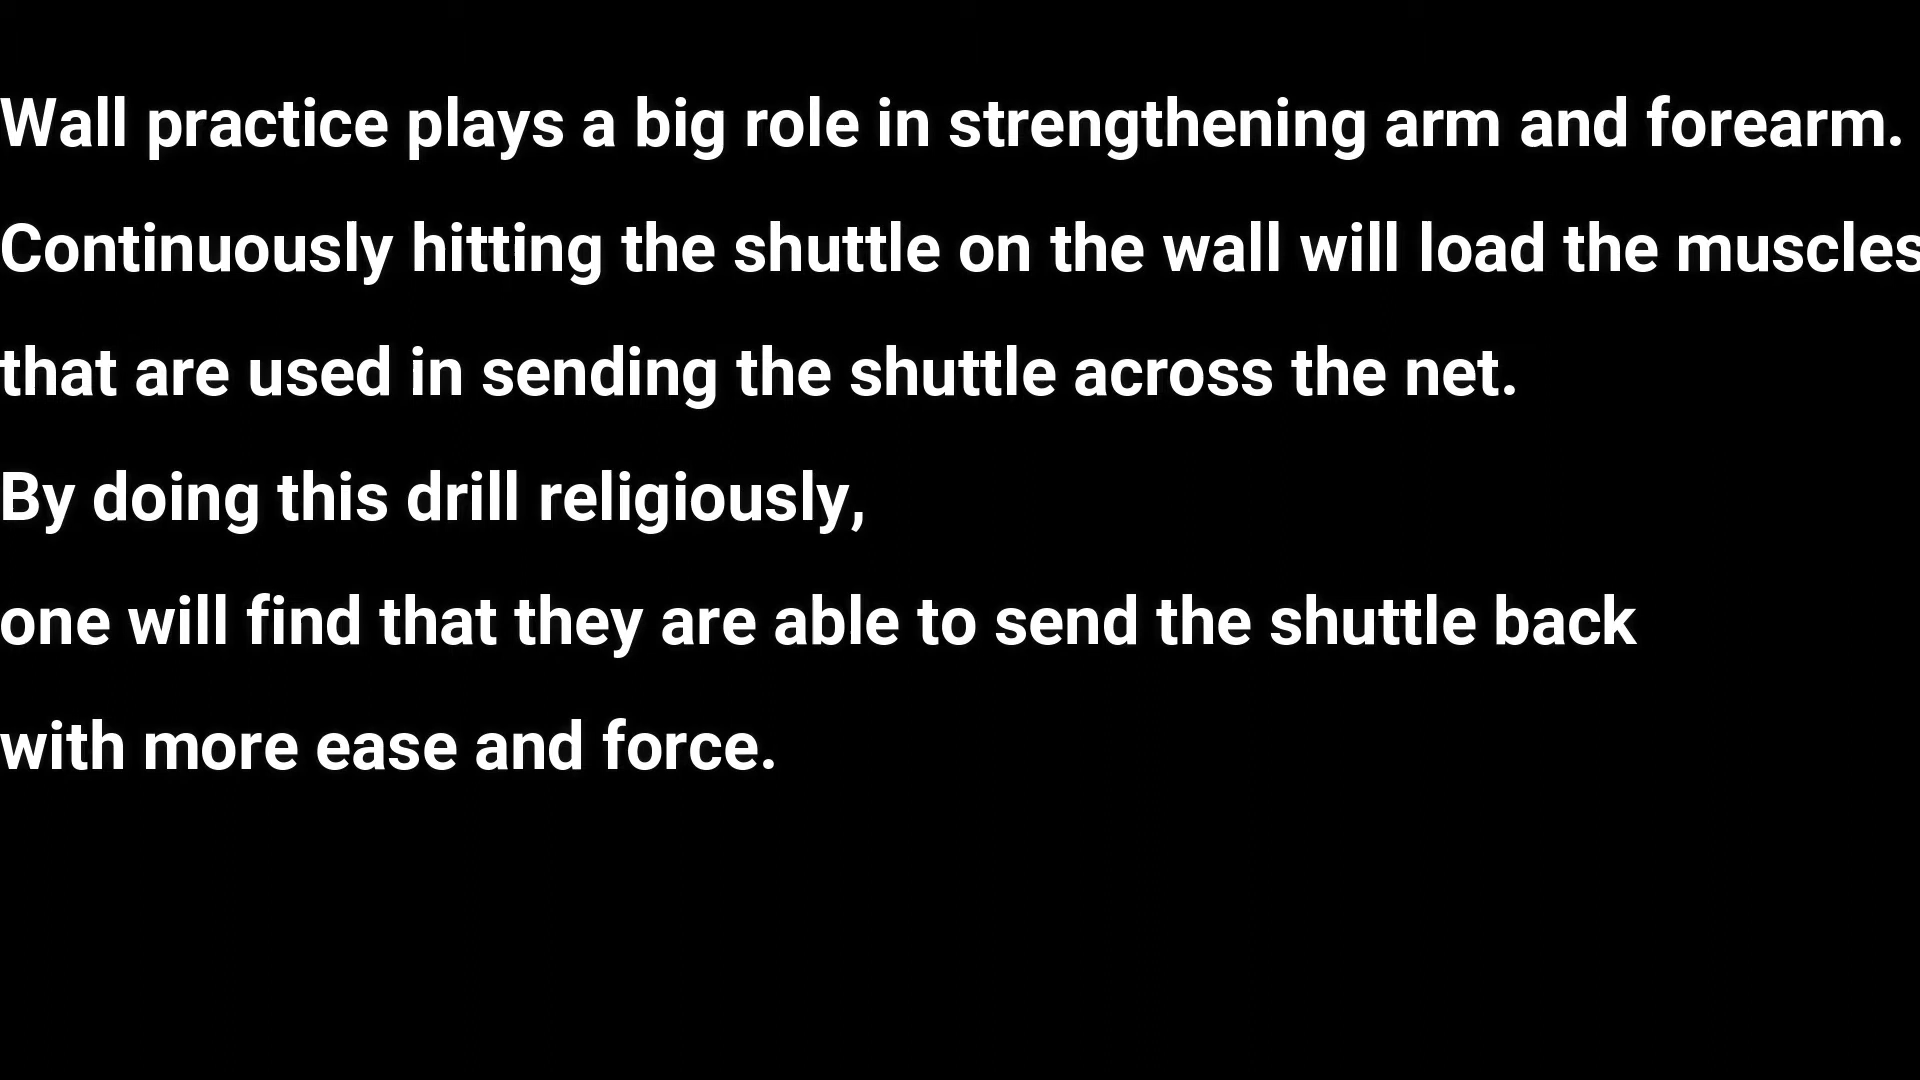 Wall practice plays a big role in strengthening arm and forearm.
Continuously hitting the shuttle on the wall will load the muscles
that are used in sending the shuttle across the net.
By doing this drill religiously,
one will find that they are able to send the shuttle back
with more ease and force.